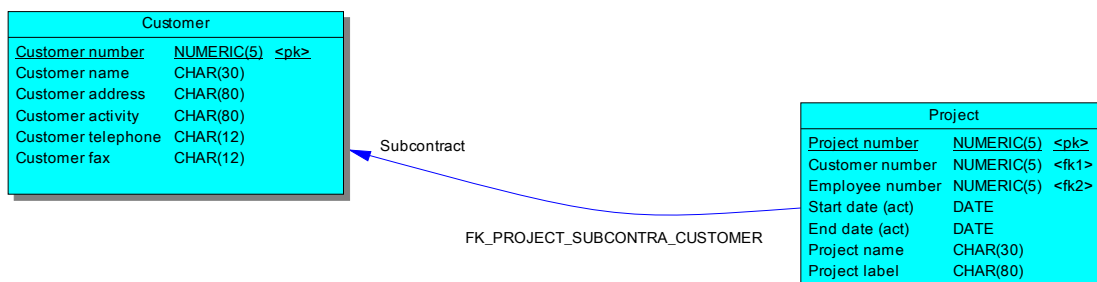 Customer
Customer number NUMERIC(5) <pk>
Customer name CHAR(30)
Customer address CHAR(80)
Customer activity CHAR(80)
Customer telephone CHAR(12)
Customer fax CHAR(12)
Subcontract
FK_PROJECT_SUBCONTRA_CUSTOMER
Project
Project number NUMERIC(5) <pk>
Customer number NUMERIC(5) <fk1>
Employee number NUMERIC(5) <fk2>
Start date (act) DATE
End date (act) DATE
Project name CHAR(30)
Project label CHAR(80)